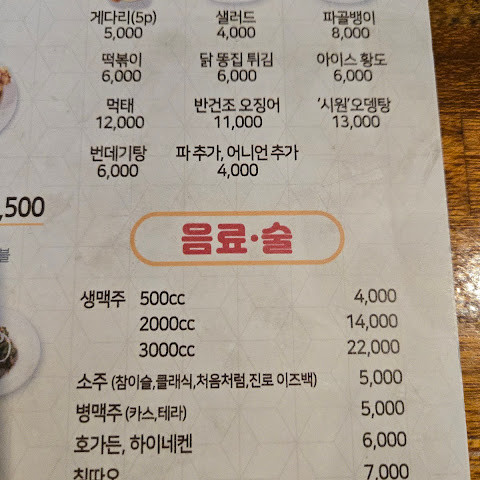 게다리(5p) 샐러드 파골뱅이
5,000 4,000 8,000
떡볶이 닭 똥집 튀김 아이스 황도
6,000 6,000 6,000
먹태 반건조 오징어 '시원'오뎅탕
12,000 11,000 13,000
번데기탕 파 추가, 어니언 추가
6,000 4,000
,500
불
음료·술
생맥주 500cc 4,000
2000cc 14,000
3000cc 22,000
소주 (참이슬,클래식,처음처럼,진로 이즈백) 5,000
병맥주 (카스,테라) 5,000
호가든, 하이네켄 6,000
칭따오 7,000